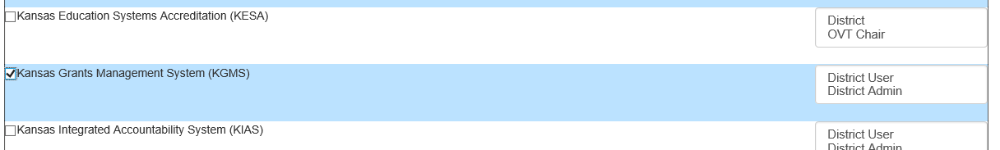 Kansas Education Systems Accreditation (KESA)
District
OVT Chair
Kansas Grants Management System (KGMS)
District User
District Admin
Kansas Integrated Accountability System (KIAS)
District User
District Admin